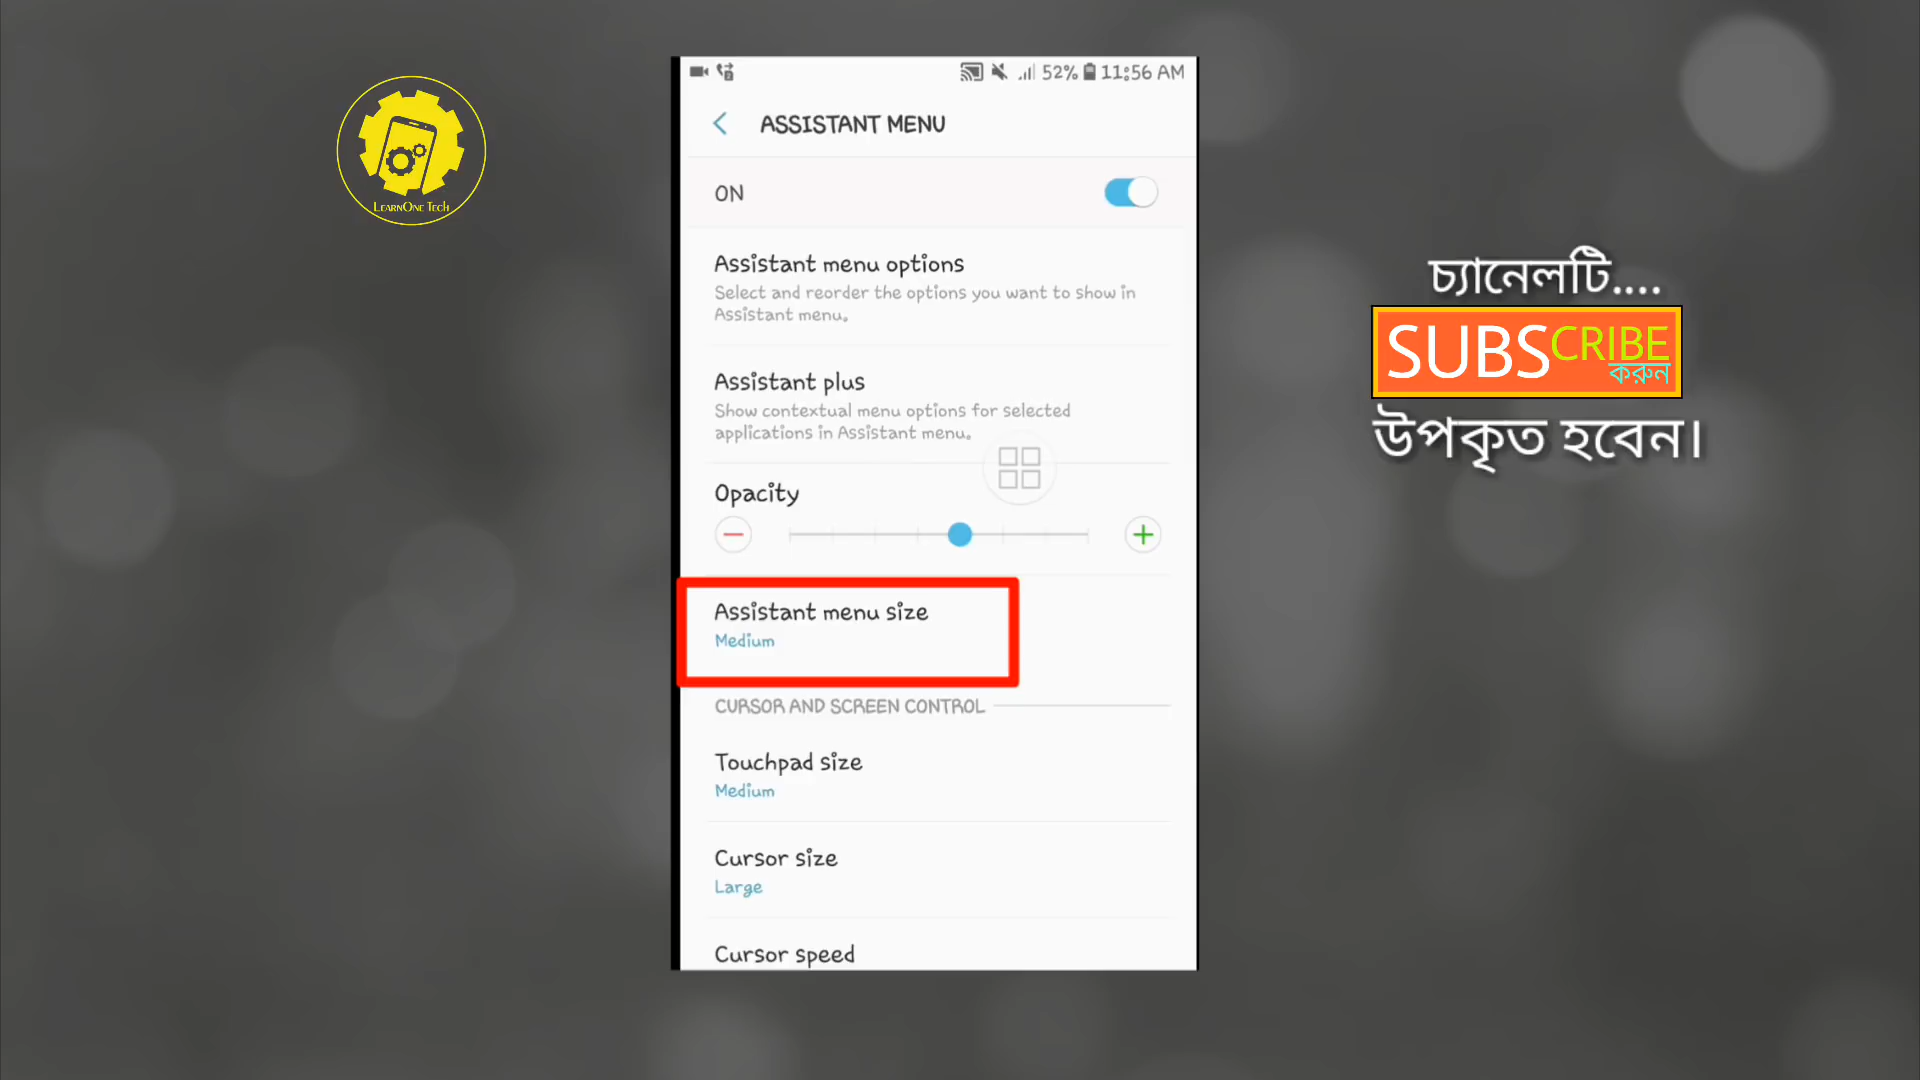 LEARNONE TECH
52% 11:56 AM
ASSISTANT MENU
ON
Assistant menu options
Select and reorder the options you want to show in
Assistant menu.
Assistant plus
Show contextual menu options for selected
applications in Assistant menu.
Opacity
Assistant menu size
Medium
CURSOR AND SCREEN CONTROL
Touchpad size
Medium
Cursor size
Large
Cursor speed
চ্যানেলটি....
SUBSCRIBE
করুন
উপকৃত হবেন।